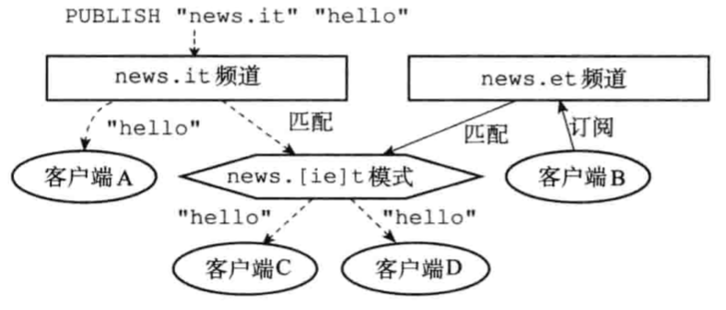 PUBLISH "news.it" "hello"
news.it 频道
news.et 频道
"hello"
匹配
匹配
订阅
客户端A
news.[ie]t 模式
客户端B
"hello"
"hello"
客户端C
客户端D